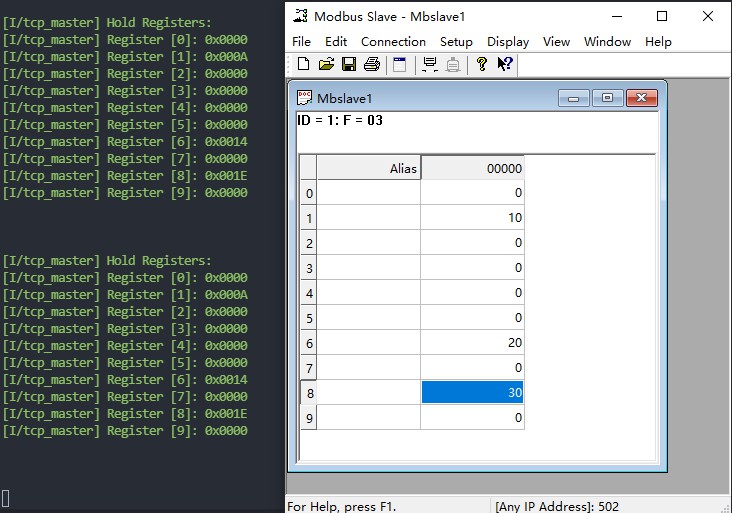 [I/tcp_master] Hold Registers:
[I/tcp_master] Register [0]: 0x0000
[I/tcp_master] Register [1]: 0x000A
[I/tcp_master] Register [2]: 0x0000
[I/tcp_master] Register [3]: 0x0000
[I/tcp_master] Register [4]: 0x0000
[I/tcp_master] Register [5]: 0x0000
[I/tcp_master] Register [6]: 0x0014
[I/tcp_master] Register [7]: 0x0000
[I/tcp_master] Register [8]: 0x001E
[I/tcp_master] Register [9]: 0x0000
[I/tcp_master] Hold Registers:
[I/tcp_master] Register [0]: 0x0000
[I/tcp_master] Register [1]: 0x000A
[I/tcp_master] Register [2]: 0x0000
[I/tcp_master] Register [3]: 0x0000
[I/tcp_master] Register [4]: 0x0000
[I/tcp_master] Register [5]: 0x0000
[I/tcp_master] Register [6]: 0x0014
[I/tcp_master] Register [7]: 0x0000
[I/tcp_master] Register [8]: 0x001E
[I/tcp_master] Register [9]: 0x0000
Modbus Slave - Mbslave1
File Edit Connection Setup Display View Window Help
Mbslave1
ID = 1: F = 03
Alias 00000
0 0
1 10
2 0
3 0
4 0
5 0
6 20
7 0
8 30
9 0
For Help, press F1. [Any IP Address]: 502